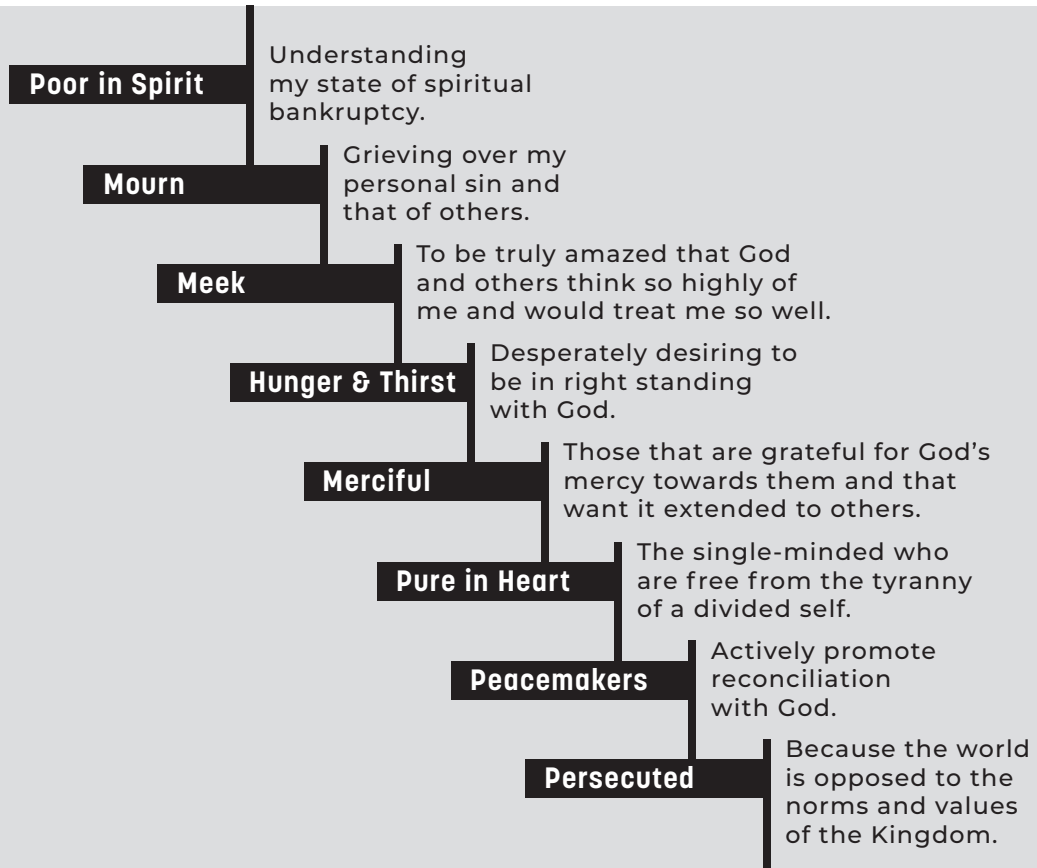 Poor in Spirit
Understanding
my state of spiritual
bankruptcy.
Mourn
Grieving over my
personal sin and
that of others.
Meek
To be truly amazed that God
and others think so highly of
me and would treat me so well.
Hunger & Thirst
Desperately desiring to
be in right standing
with God.
Merciful
Those that are grateful for God’s
mercy towards them and that
want it extended to others.
Pure in Heart
The single-minded who
are free from the tyranny
of a divided self.
Peacemakers
Actively promote
reconciliation
with God.
Persecuted
Because the world
is opposed to the
norms and values
of the Kingdom.